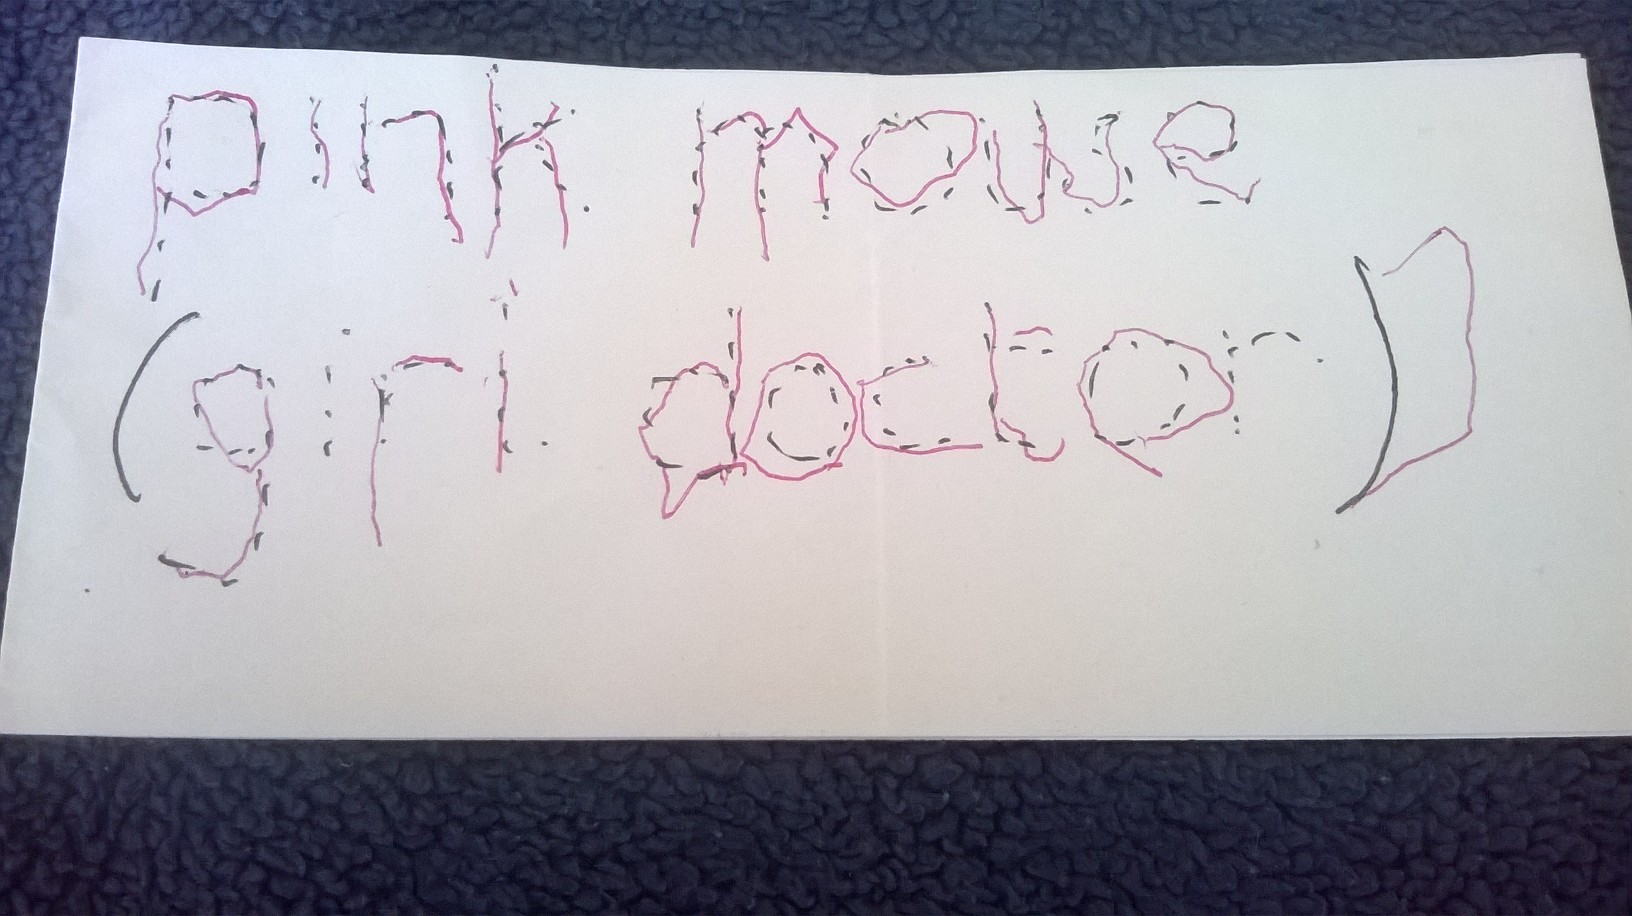 pink mouse
(girl doctor)